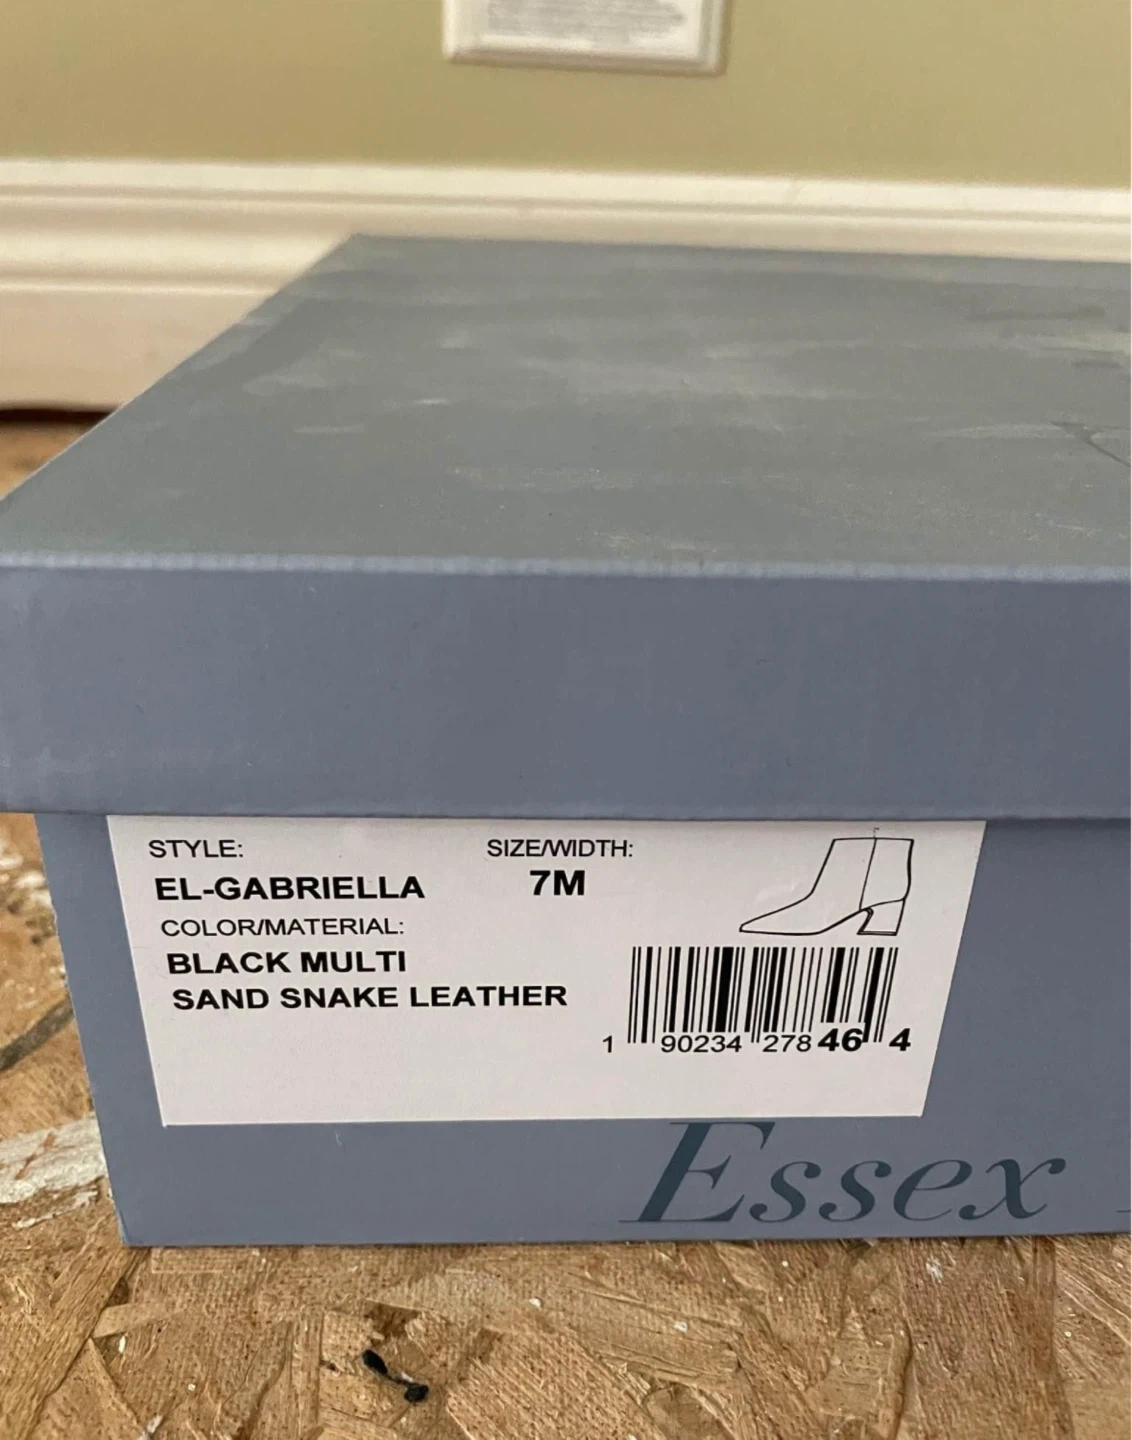 STYLE: SIZE/WIDTH:
EL-GABRIELLA 7M
COLOR/MATERIAL:
BLACK MULTI
SAND SNAKE LEATHER
1 90234 278 46 4
Essex